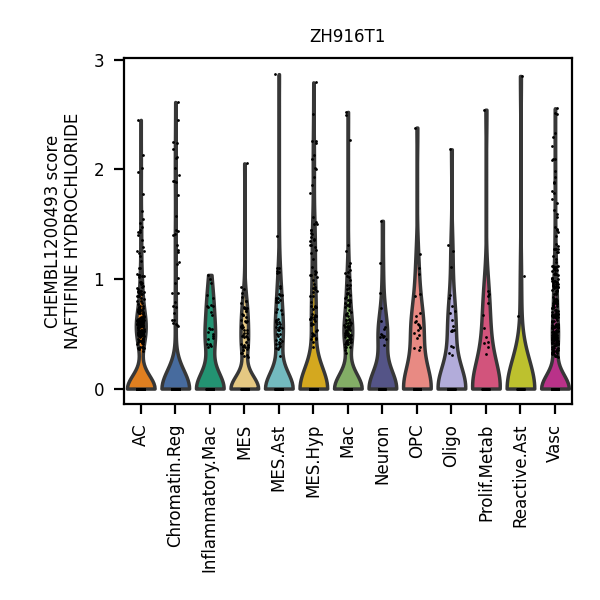 ZH916T1
CHEMBL1200493 score
NAFTIFINE HYDROCHLORIDE
3
2
1
0
AC
Chromatin.Reg
Inflammatory.Mac
MES
MES.Ast
MES.Hyp
Mac
Neuron
OPC
Oligo
Prolif.Metab
Reactive.Ast
Vasc